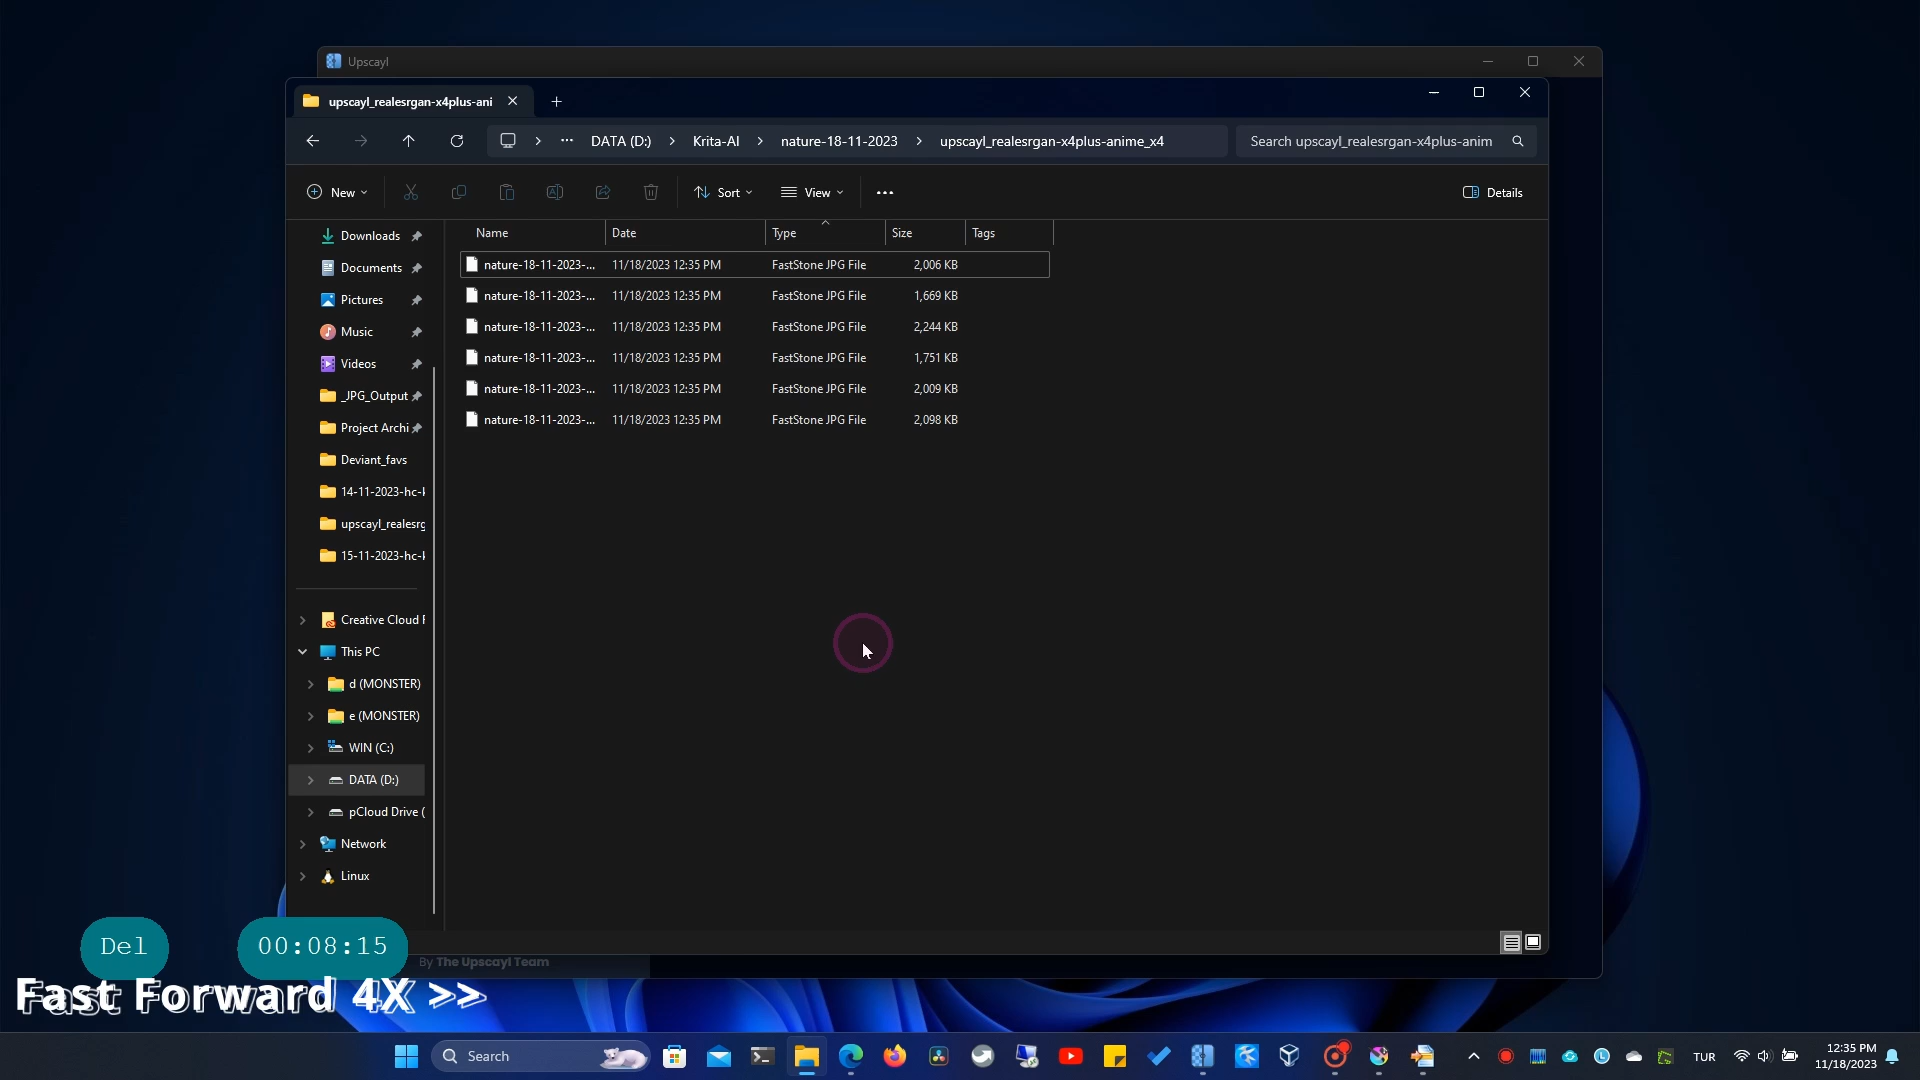 Upscayl
upscayl_realesrgan-x4plus-ani
DATA (D:) Krita-AI nature-18-11-2023 upscayl_realesrgan-x4plus-anime_x4
Search upscayl_realesrgan-x4plus-anim
New Sort View Details
Name Date Type Size Tags
nature-18-11-2023-... 11/18/2023 12:35 PM FastStone JPG File 2,006 KB
nature-18-11-2023-... 11/18/2023 12:35 PM FastStone JPG File 1,669 KB
nature-18-11-2023-... 11/18/2023 12:35 PM FastStone JPG File 2,244 KB
nature-18-11-2023-... 11/18/2023 12:35 PM FastStone JPG File 1,751 KB
nature-18-11-2023-... 11/18/2023 12:35 PM FastStone JPG File 2,009 KB
nature-18-11-2023-... 11/18/2023 12:35 PM FastStone JPG File 2,098 KB
Downloads
Documents
Pictures
Music
Videos
_JPG_Output
Project Archi
Deviant_favs
14-11-2023-hc-k
upscayl_realesrg
15-11-2023-hc-k
Creative Cloud F
This PC
d (MONSTER)
e (MONSTER)
WIN (C:)
DATA (D:)
pCloud Drive (
Network
Linux
Del 00:08:15
By The Upscayl Team
Fast Forward 4X >>
Search
TUR
12:35 PM
11/18/2023